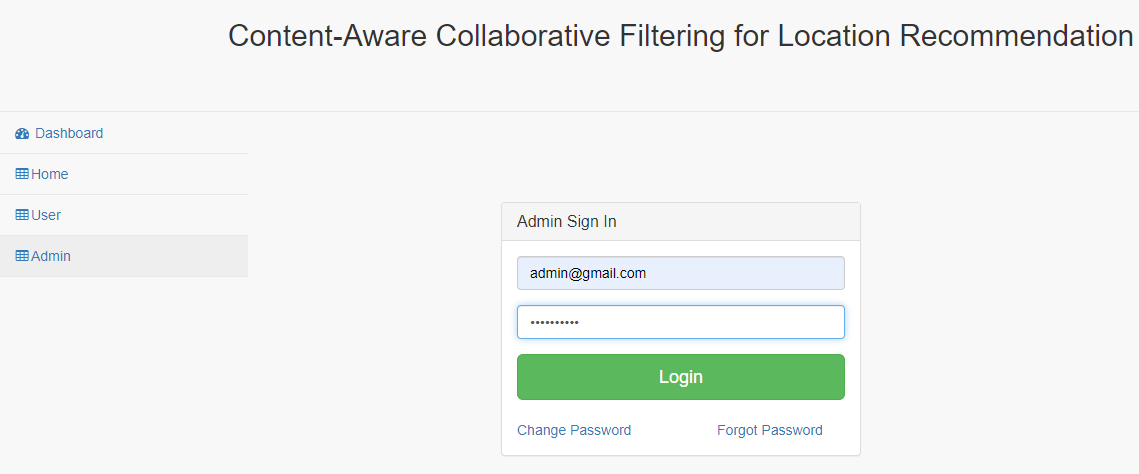 Content-Aware Collaborative Filtering for Location Recommendation
Dashboard
Home
User
Admin
Admin Sign In
admin@gmail.com
••••••••••
Login
Change Password Forgot Password